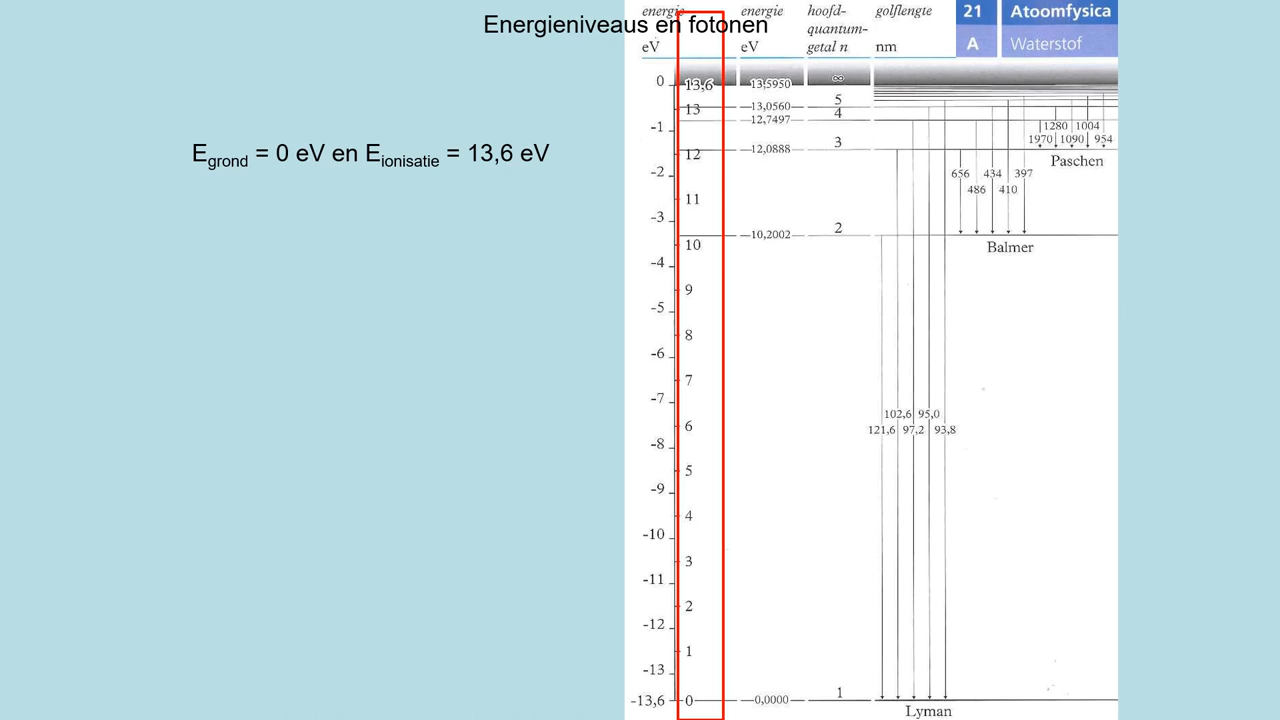 Energieniveaus en fotonen
E_grond = 0 eV en E_ionisatie = 13,6 eV
energie energie hoofd- golflengte
quantum-
eV eV getal n nm
21 Atoomfysica
A Waterstof
0 13,6 13,5950 ∞
13 13,0560 5
-1 12,7497 4
12 12,0888 3
-2
11
-3
10 10,2002 2
-4
9
-5
8
-6
7
-7
6
-8
5
-9
4
-10
3
-11
2
-12
1
-13
-13,6 0 0,0000 1
1280 1004
1970 1090 954
Paschen
656 434 397
486 410
Balmer
102,6 95,0
121,6 97,2 93,8
Lyman